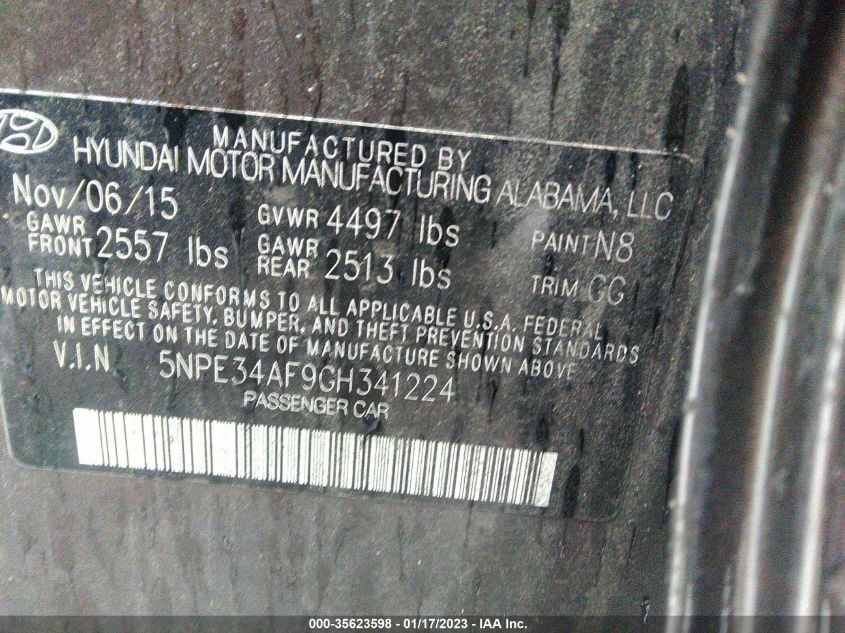 MANUFACTURED BY
HYUNDAI MOTOR MANUFACTURING ALABAMA, LLC
Nov/06/15 GVWR 4497 lbs PAINT N8
GAWR FRONT 2557 lbs GAWR REAR 2513 lbs TRIM GG
THIS VEHICLE CONFORMS TO ALL APPLICABLE U.S.A. FEDERAL
MOTOR VEHICLE SAFETY, BUMPER, AND THEFT PREVENTION STANDARDS
IN EFFECT ON THE DATE OF MANUFACTURE SHOWN ABOVE
V.I.N 5NPE34AF9GH341224
PASSENGER CAR
000-35623598 - 01/17/2023 - IAA Inc.